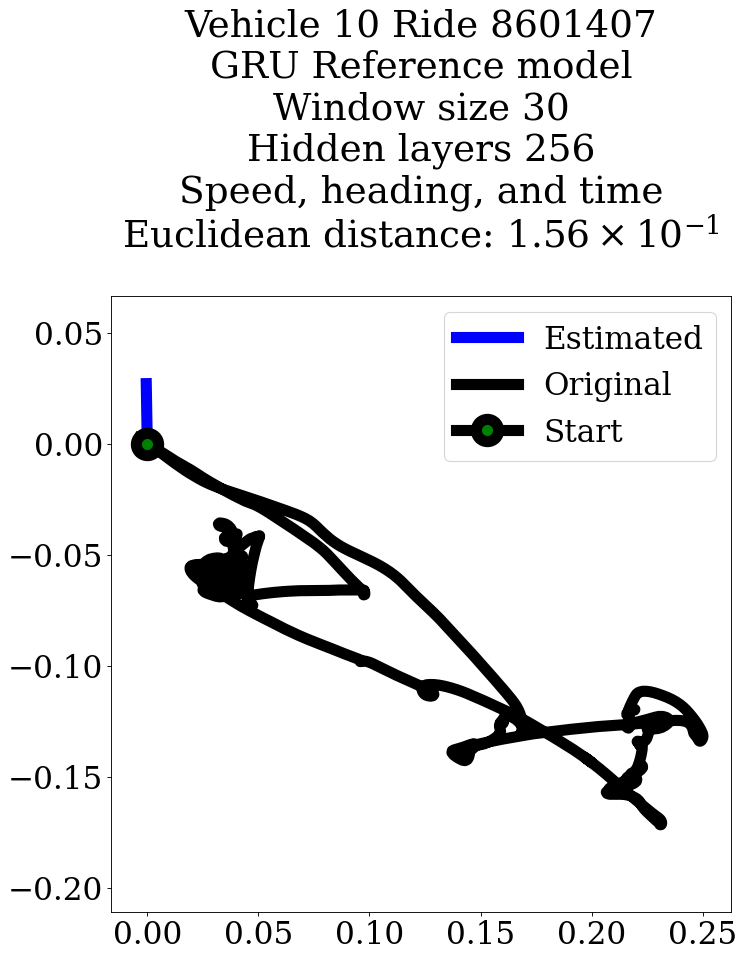 Vehicle 10 Ride 8601407
GRU Reference model
Window size 30
Hidden layers 256
Speed, heading, and time
Euclidean distance: 1.56 × 10⁻¹
Estimated
Original
Start
0.05
0.00
−0.05
−0.10
−0.15
−0.20
0.00 0.05 0.10 0.15 0.20 0.25